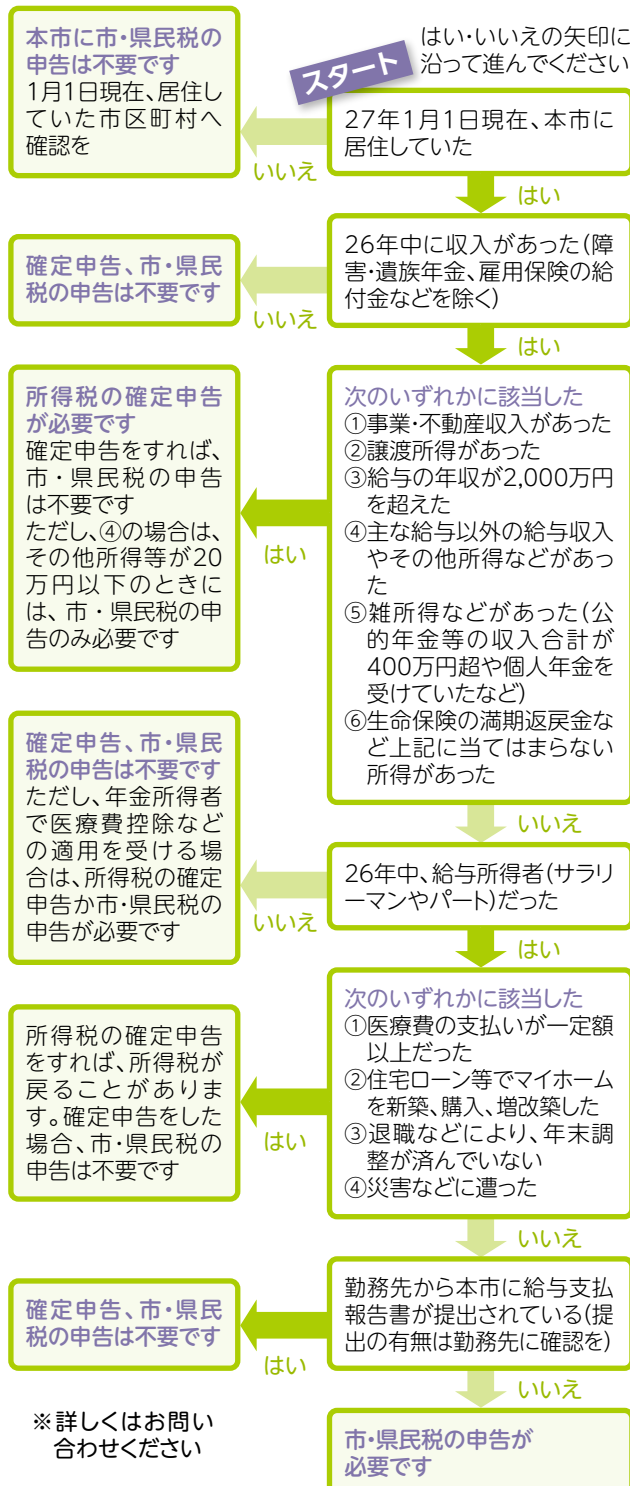 はい・いいえの矢印に
沿って進んでください
スタート
27年1月1日現在、本市に
居住していた
いいえ
本市に市・県民税の
申告は不要です
1月1日現在、居住し
ていた市区町村へ
確認を
はい
26年中に収入があった(障
害・遺族年金、雇用保険の給
付金などを除く)
いいえ
確定申告、市・県民
税の申告は不要です
はい
次のいずれかに該当した
①事業・不動産収入があった
②譲渡所得があった
③給与の年収が2,000万円
を超えた
④主な給与以外の給与収入
やその他所得などがあっ
た
⑤雑所得などがあった(公
的年金等の収入合計が
400万円超や個人年金を
受けていたなど)
⑥生命保険の満期返戻金な
ど上記に当てはまらない
所得があった
はい
所得税の確定申告
が必要です
確定申告をすれば、
市・県民税の申告
は不要です
ただし、④の場合は、
その他所得等が20
万円以下のときに
は、市・県民税の申
告のみ必要です
いいえ
26年中、給与所得者(サラリ
ーマンやパート)だった
いいえ
確定申告、市・県民
税の申告は不要です
ただし、年金所得者
で医療費控除など
の適用を受ける場
合は、所得税の確定
申告か市・県民税の
申告が必要です
はい
次のいずれかに該当した
①医療費の支払いが一定額
以上だった
②住宅ローン等でマイホーム
を新築、購入、増改築した
③退職などにより、年末調
整が済んでいない
④災害などに遭った
はい
所得税の確定申告
をすれば、所得税が
戻ることがありま
す。確定申告をした
場合、市・県民税の
申告は不要です
いいえ
勤務先から本市に給与支払
報告書が提出されている(提
出の有無は勤務先に確認を)
はい
確定申告、市・県民
税の申告は不要です
いいえ
市・県民税の申告が
必要です
※詳しくはお問い
合わせください